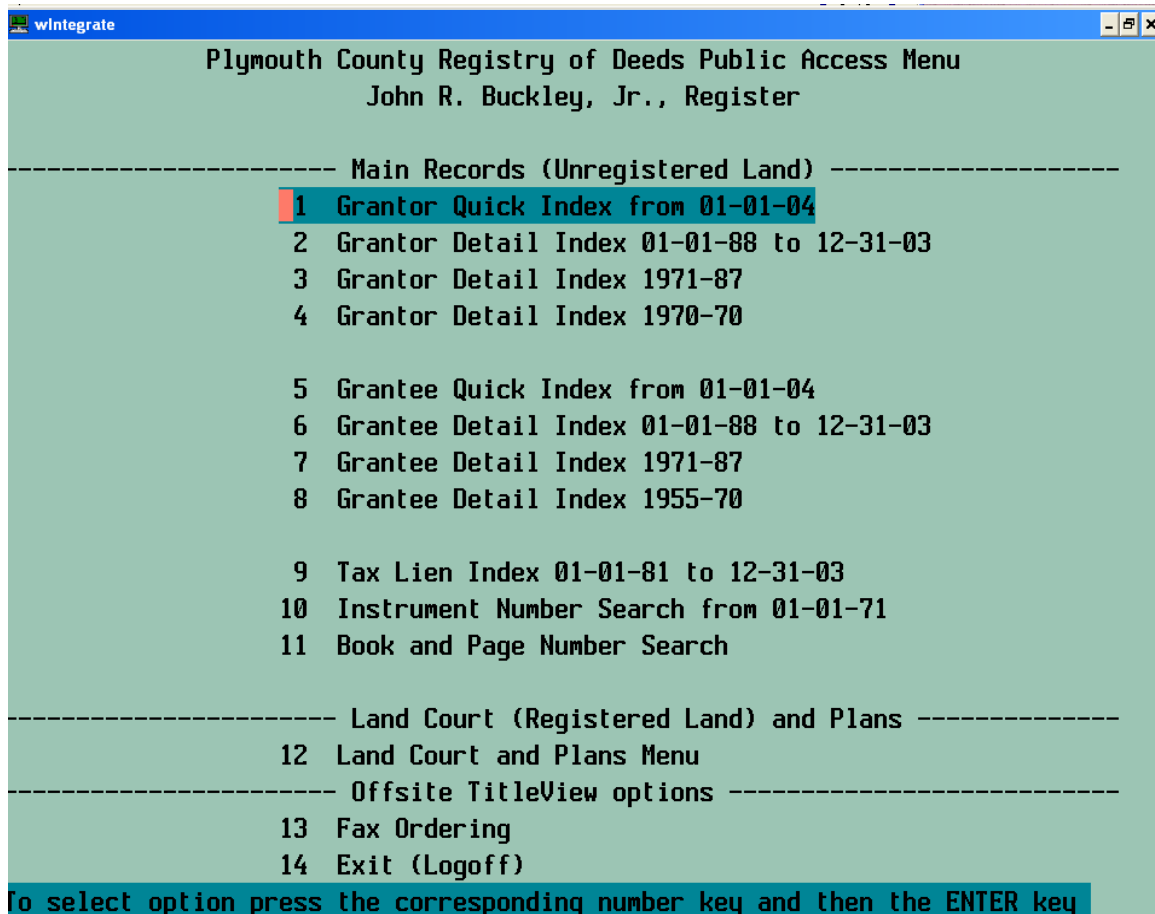 wIntegrate
Plymouth County Registry of Deeds Public Access Menu
John R. Buckley, Jr., Register
----------------------- Main Records (Unregistered Land) --------------------
1 Grantor Quick Index from 01-01-04
2 Grantor Detail Index 01-01-88 to 12-31-03
3 Grantor Detail Index 1971-87
4 Grantor Detail Index 1970-70
5 Grantee Quick Index from 01-01-04
6 Grantee Detail Index 01-01-88 to 12-31-03
7 Grantee Detail Index 1971-87
8 Grantee Detail Index 1955-70
9 Tax Lien Index 01-01-81 to 12-31-03
10 Instrument Number Search from 01-01-71
11 Book and Page Number Search
----------------------- Land Court (Registered Land) and Plans --------------
12 Land Court and Plans Menu
----------------------- Offsite TitleView options ---------------------------
13 Fax Ordering
14 Exit (Logoff)
To select option press the corresponding number key and then the ENTER key